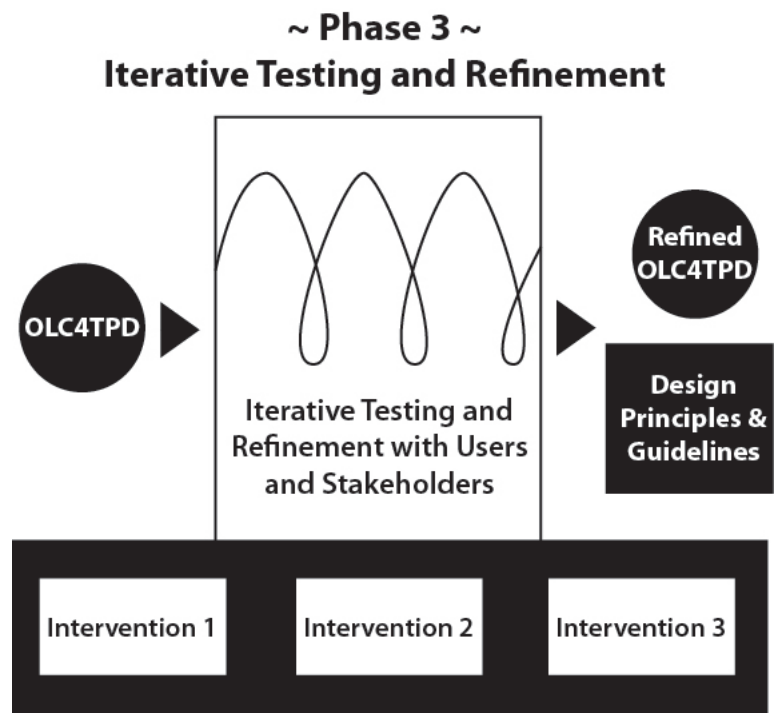 ~ Phase 3 ~
Iterative Testing and Refinement
OLC4TPD
Iterative Testing and
Refinement with Users
and Stakeholders
Refined
OLC4TPD
Design
Principles &
Guidelines
Intervention 1
Intervention 2
Intervention 3